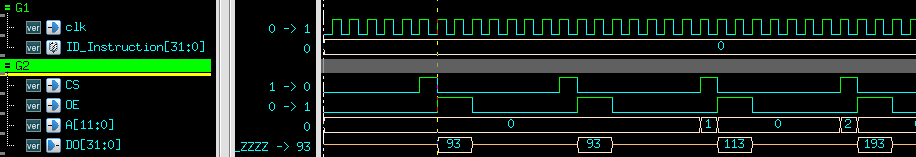 = G1
ver clk 0 -> 1
ver ID_Instruction[31:0] 0 0
= G2
ver CS 1 -> 0
ver OE 0 -> 1
ver A[11:0] 0 0 1 0 2
ver DO[31:0] _ZZZZ -> 93 93 93 113 193